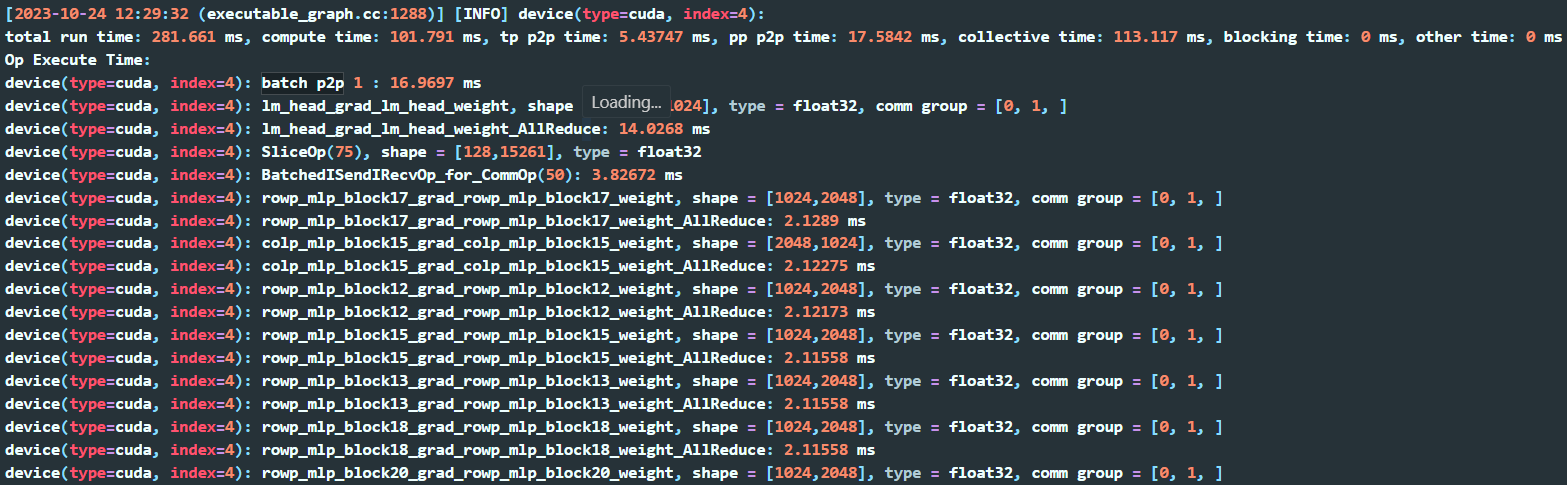 [2023-10-24 12:29:32 (executable_graph.cc:1288)] [INFO] device(type=cuda, index=4):
total run time: 281.661 ms, compute time: 101.791 ms, tp p2p time: 5.43747 ms, pp p2p time: 17.5842 ms, collective time: 113.117 ms, blocking time: 0 ms, other time: 0 ms
Op Execute Time:
device(type=cuda, index=4): batch p2p 1 : 16.9697 ms
device(type=cuda, index=4): lm_head_grad_lm_head_weight, shape Loading... 1024], type = float32, comm group = [0, 1, ]
device(type=cuda, index=4): lm_head_grad_lm_head_weight_AllReduce: 14.0268 ms
device(type=cuda, index=4): SliceOp(75), shape = [128,15261], type = float32
device(type=cuda, index=4): BatchedISendIRecvOp_for_CommOp(50): 3.82672 ms
device(type=cuda, index=4): rowp_mlp_block17_grad_rowp_mlp_block17_weight, shape = [1024,2048], type = float32, comm group = [0, 1, ]
device(type=cuda, index=4): rowp_mlp_block17_grad_rowp_mlp_block17_weight_AllReduce: 2.1289 ms
device(type=cuda, index=4): colp_mlp_block15_grad_colp_mlp_block15_weight, shape = [2048,1024], type = float32, comm group = [0, 1, ]
device(type=cuda, index=4): colp_mlp_block15_grad_colp_mlp_block15_weight_AllReduce: 2.12275 ms
device(type=cuda, index=4): rowp_mlp_block12_grad_rowp_mlp_block12_weight, shape = [1024,2048], type = float32, comm group = [0, 1, ]
device(type=cuda, index=4): rowp_mlp_block12_grad_rowp_mlp_block12_weight_AllReduce: 2.12173 ms
device(type=cuda, index=4): rowp_mlp_block15_grad_rowp_mlp_block15_weight, shape = [1024,2048], type = float32, comm group = [0, 1, ]
device(type=cuda, index=4): rowp_mlp_block15_grad_rowp_mlp_block15_weight_AllReduce: 2.11558 ms
device(type=cuda, index=4): rowp_mlp_block13_grad_rowp_mlp_block13_weight, shape = [1024,2048], type = float32, comm group = [0, 1, ]
device(type=cuda, index=4): rowp_mlp_block13_grad_rowp_mlp_block13_weight_AllReduce: 2.11558 ms
device(type=cuda, index=4): rowp_mlp_block18_grad_rowp_mlp_block18_weight, shape = [1024,2048], type = float32, comm group = [0, 1, ]
device(type=cuda, index=4): rowp_mlp_block18_grad_rowp_mlp_block18_weight_AllReduce: 2.11558 ms
device(type=cuda, index=4): rowp_mlp_block20_grad_rowp_mlp_block20_weight, shape = [1024,2048], type = float32, comm group = [0, 1, ]